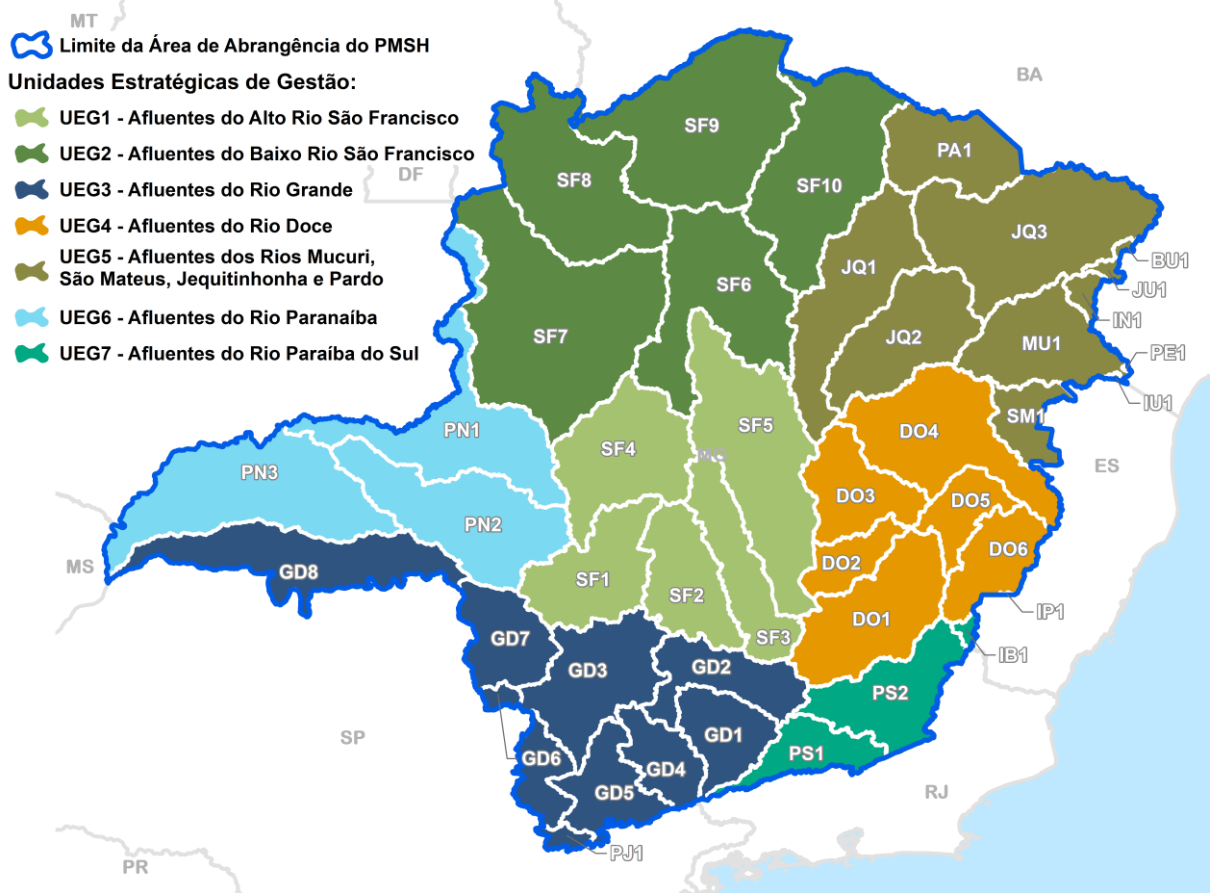 MT
Limite da Área de Abrangência do PMSH
Unidades Estratégicas de Gestão:
UEG1 - Afluentes do Alto Rio São Francisco
UEG2 - Afluentes do Baixo Rio São Francisco
UEG3 - Afluentes do Rio Grande
UEG4 - Afluentes do Rio Doce
UEG5 - Afluentes dos Rios Mucuri,
São Mateus, Jequitinhonha e Pardo
UEG6 - Afluentes do Rio Paranaíba
UEG7 - Afluentes do Rio Paraíba do Sul
DF
BA
SF9
PA1
SF8
SF10
JQ3
JQ1
BU1
SF6
JU1
IN1
SF7
JQ2
MU1
PE1
IU1
SM1
SF5
PN1
DO4
SF4
MG
ES
PN3
DO3
DO5
PN2
DO6
MS
GD8
SF1
DO2
SF2
DO1
IP1
SF3
GD7
IB1
GD3
GD2
PS2
SP
GD1
PS1
GD6
GD4
GD5
RJ
PJ1
PR